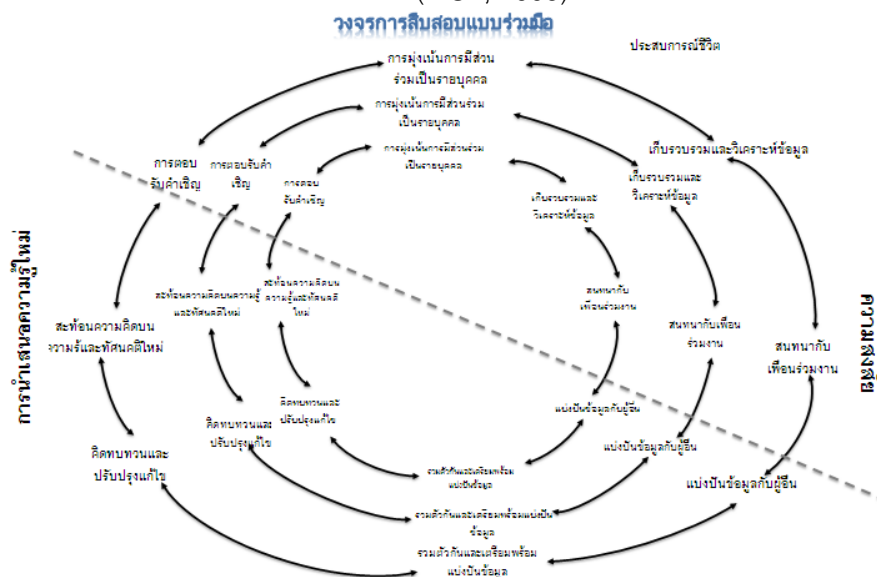 วงจรการสืบสอบแบบร่วมมือ
ประสบการณ์ชีวิต
การมุ่งเน้นการมีส่วน
ร่วมเป็นรายบุคคล
การมุ่งเน้นการมีส่วนร่วม
เป็นรายบุคคล
การมุ่งเน้นการมีส่วนร่วม
เป็นรายบุคคล
เก็บรวบรวมและวิเคราะห์ข้อมูล
การตอบ
รับคำเชิญ
การตอบรับคำ
เชิญ
การตอบ
รับคำเชิญ
เก็บรวบรวมและ
วิเคราะห์ข้อมูล
เก็บรวบรวมและ
วิเคราะห์ข้อมูล
การนำเสนอความรู้ใหม่
สะท้อนความคิดบน
ความรู้และทัศนคติใหม่
สะท้อนความคิดบนความรู้
และทัศนคติใหม่
สะท้อนความคิดบน
ความรู้และทัศนคติ
ใหม่
สนทนากับ
เพื่อนร่วมงาน
สนทนากับเพื่อน
ร่วมงาน
สนทนากับ
เพื่อนร่วมงาน
ความสงสัย
คิดทบทวนและ
ปรับปรุงแก้ไข
คิดทบทวนและ
ปรับปรุงแก้ไข
คิดทบทวนและ
ปรับปรุงแก้ไข
แบ่งปันข้อมูลกับผู้อื่น
แบ่งปันข้อมูลกับผู้อื่น
แบ่งปันข้อมูลกับผู้อื่น
รวมตัวกันและเตรียมพร้อม
แบ่งปันข้อมูล
รวมตัวกันและเตรียมพร้อมแบ่งปัน
ข้อมูล
รวมตัวกันและเตรียมพร้อม
แบ่งปันข้อมูล